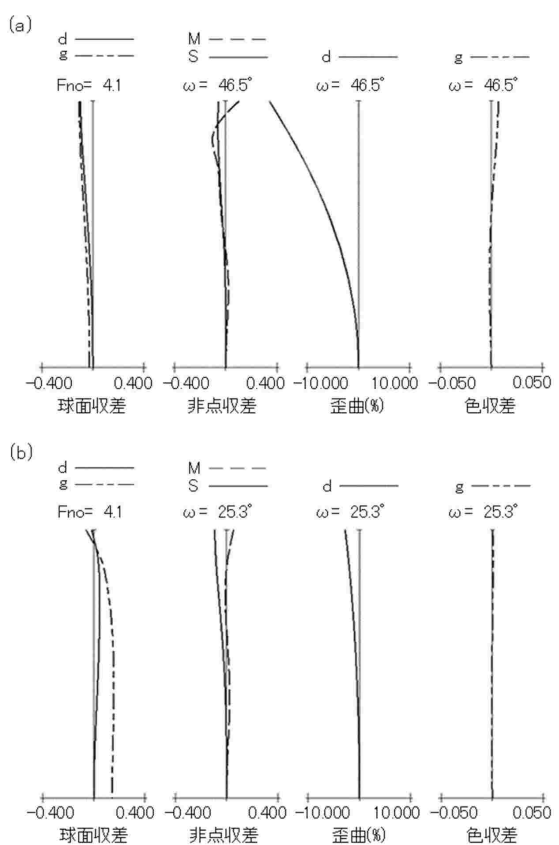 (a)
d
g
Fno= 4.1
M
S
ω= 46.5°
d
ω= 46.5°
g
ω= 46.5°
-0.400 0.400
球面収差
-0.400 0.400
非点収差
-10.000 10.000
歪曲(%)
-0.050 0.050
色収差
(b)
d
g
Fno= 4.1
M
S
ω= 25.3°
d
ω= 25.3°
g
ω= 25.3°
-0.400 0.400
球面収差
-0.400 0.400
非点収差
-10.000 10.000
歪曲(%)
-0.050 0.050
色収差